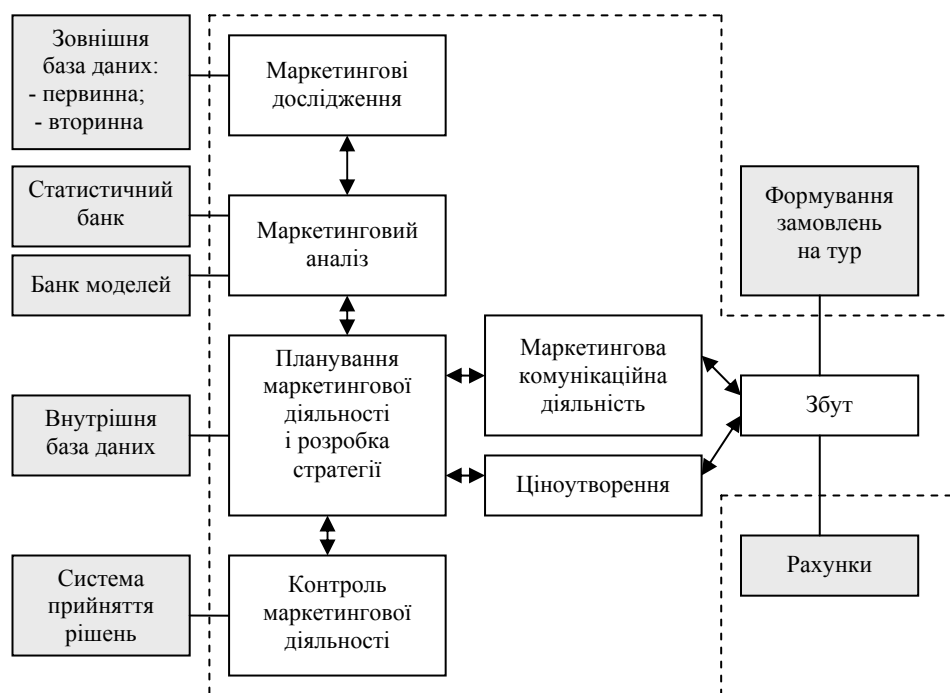 Зовнішня
база даних:
- первинна;
- вторинна
Маркетингові
дослідження
Статистичний
банк
Банк моделей
Маркетинговий
аналіз
Формування
замовлень
на тур
Внутрішня
база даних
Планування
маркетингової
діяльності
і розробка
стратегії
Маркетингова
комунікаційна
діяльність
Ціноутворення
Збут
Система
прийняття
рішень
Контроль
маркетингової
діяльності
Рахунки